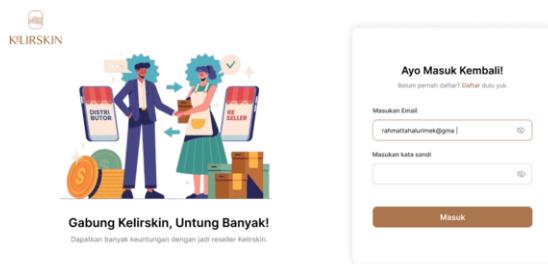 KELIRSKIN
DISTRI
BUTOR
RE
SELLER
Gabung Kelirskin, Untung Banyak!
Dapatkan banyak keuntungan dengan jadi reseller Kelirskin.
Ayo Masuk Kembali!
Belum pernah daftar? Daftar dulu yuk
Masukan Email
rahmattahalurimek@gma
Masukan kata sandi
Masuk